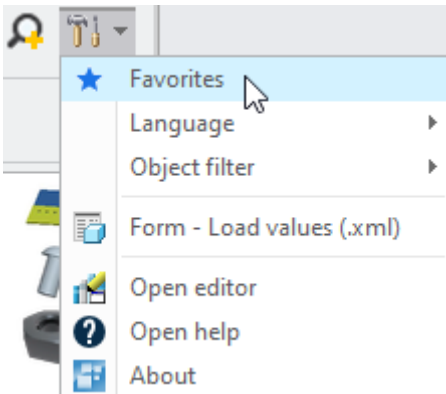 Favorites
Language
Object filter
Form - Load values (.xml)
Open editor
Open help
About